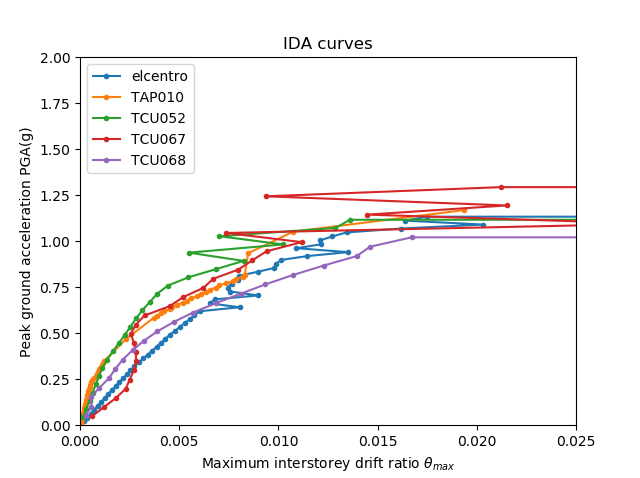 IDA curves
Peak ground acceleration PGA(g)
2.00
1.75
1.50
1.25
1.00
0.75
0.50
0.25
0.00
elcentro
TAP010
TCU052
TCU067
TCU068
0.000 0.005 0.010 0.015 0.020 0.025
Maximum interstorey drift ratio θmax